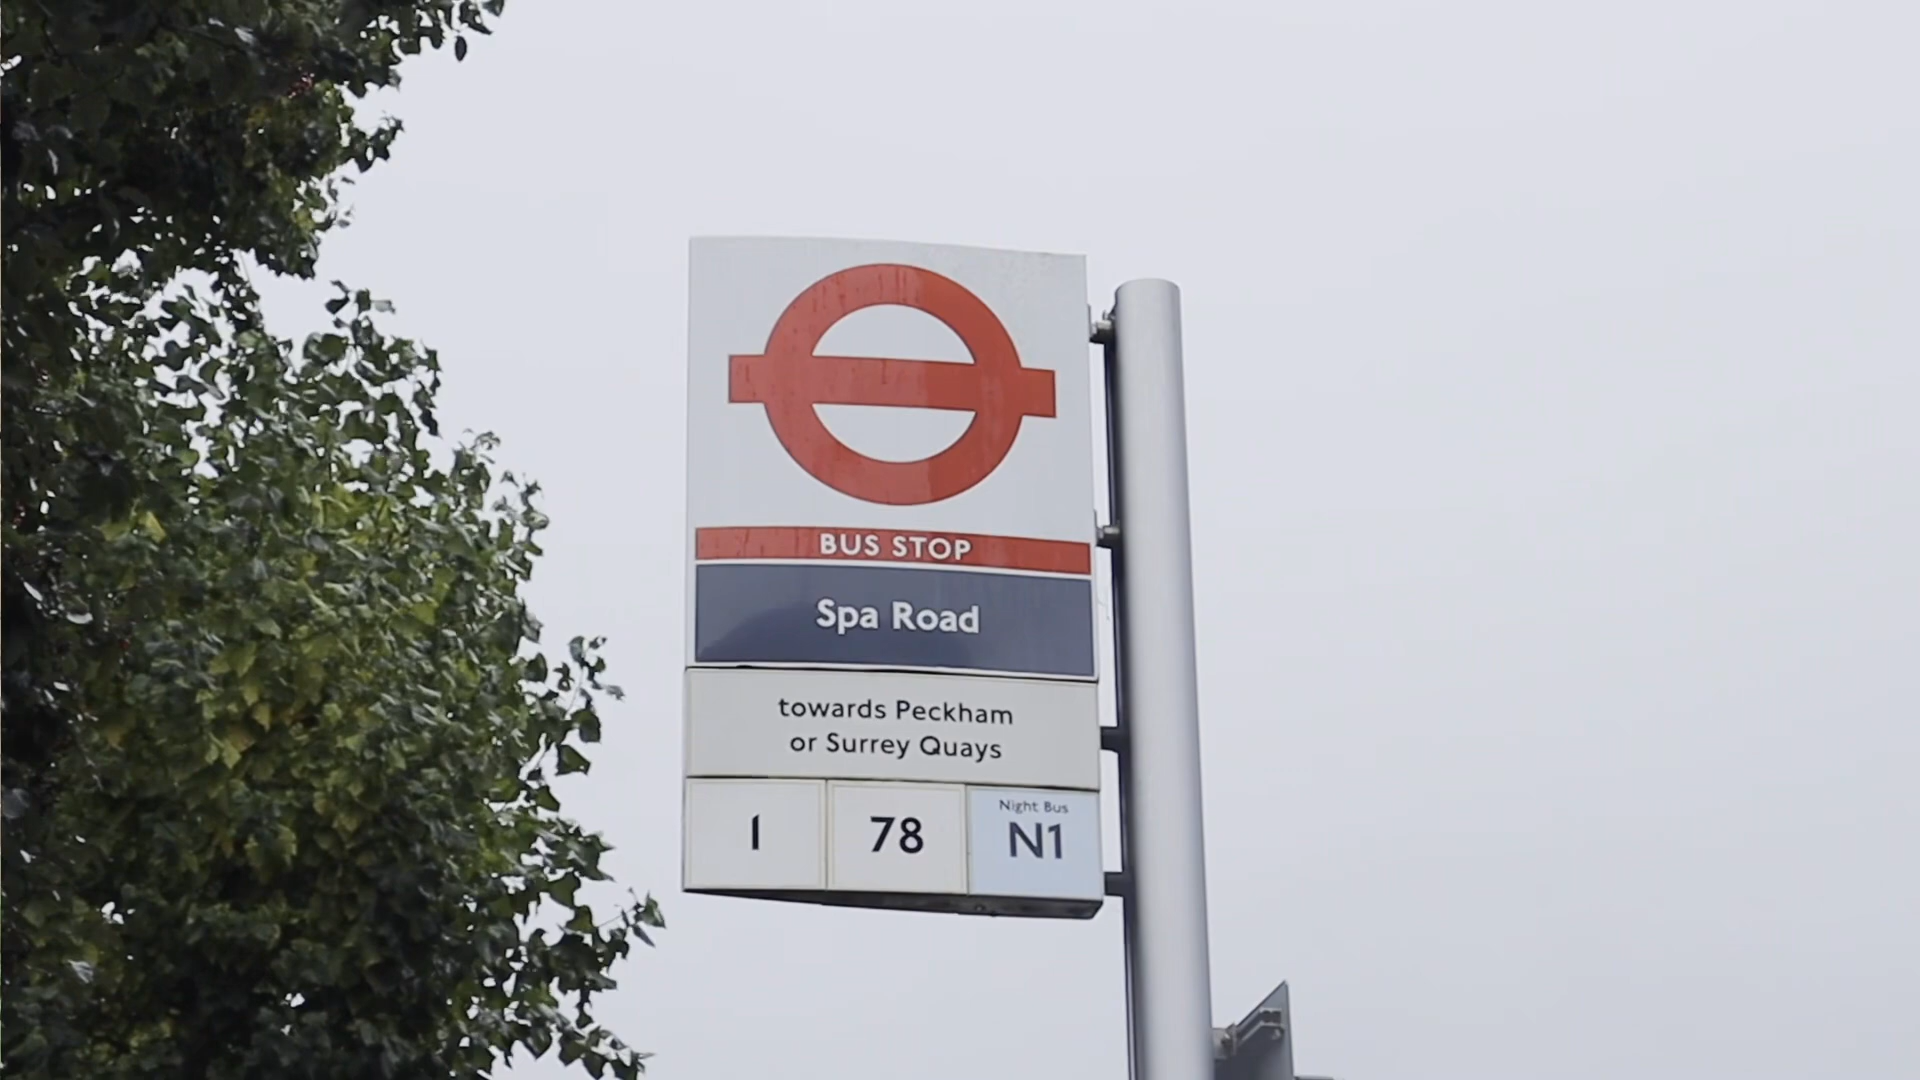 BUS STOP
Spa Road
towards Peckham
or Surrey Quays
1
78
Night Bus
N1